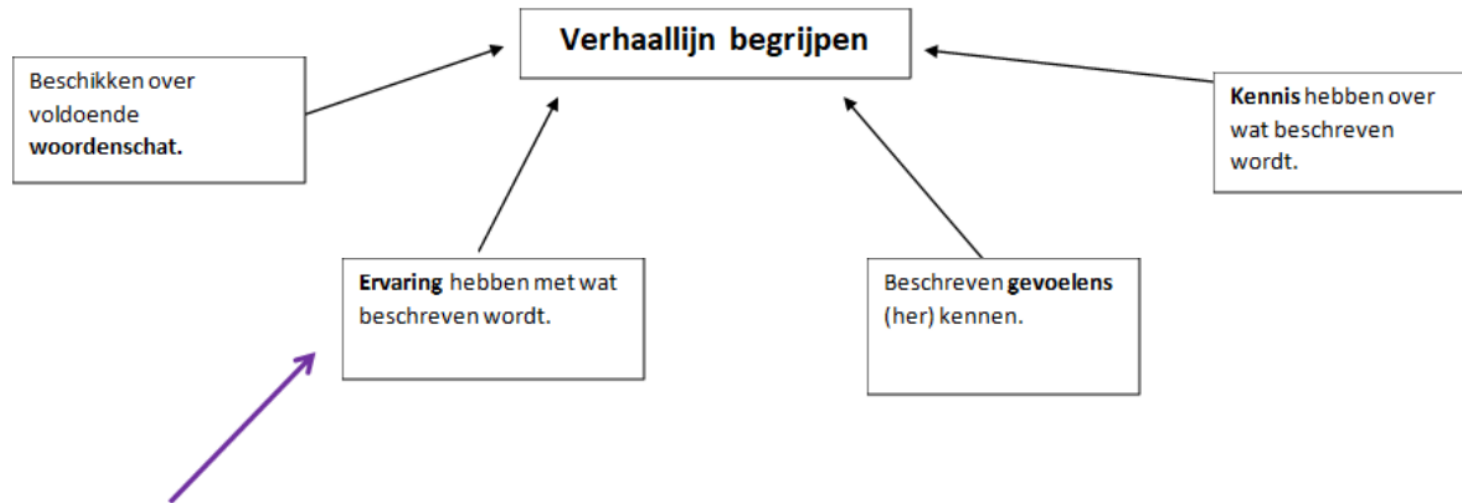 Verhaallijn begrijpen
Beschikken over
voldoende
woordenschat.
Kennis hebben over
wat beschreven
wordt.
Ervaring hebben met wat
beschreven wordt.
Beschreven gevoelens
(her) kennen.